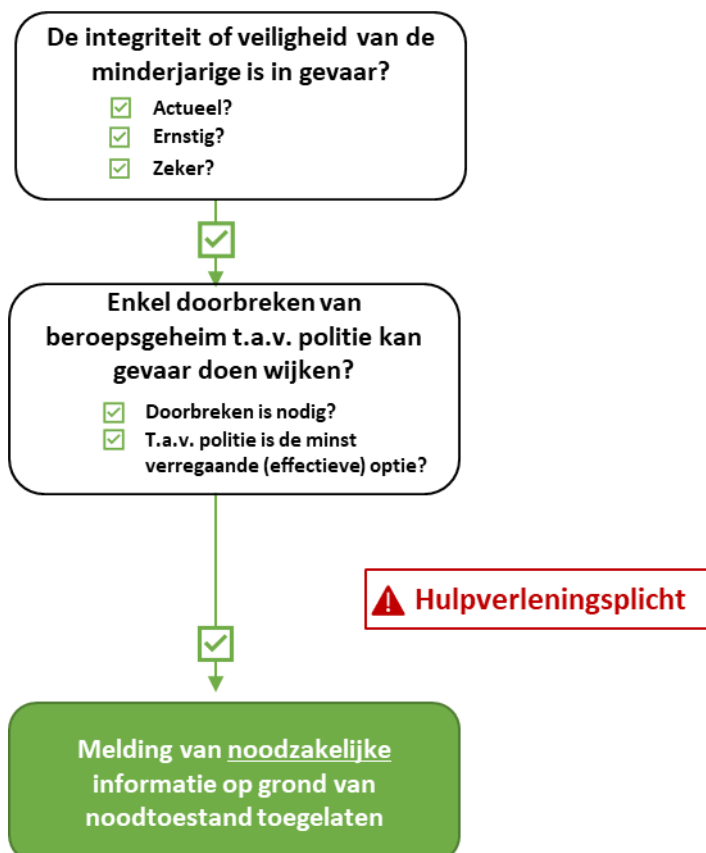 De integriteit of veiligheid van de
minderjarige is in gevaar?
Actueel?
Ernstig?
Zeker?
Enkel doorbreken van
beroepsgeheim t.a.v. politie kan
gevaar doen wijken?
Doorbreken is nodig?
T.a.v. politie is de minst
verregaande (effectieve) optie?
Hulpverleningsplicht
Melding van noodzakelijke
informatie op grond van
noodtoestand toegelaten